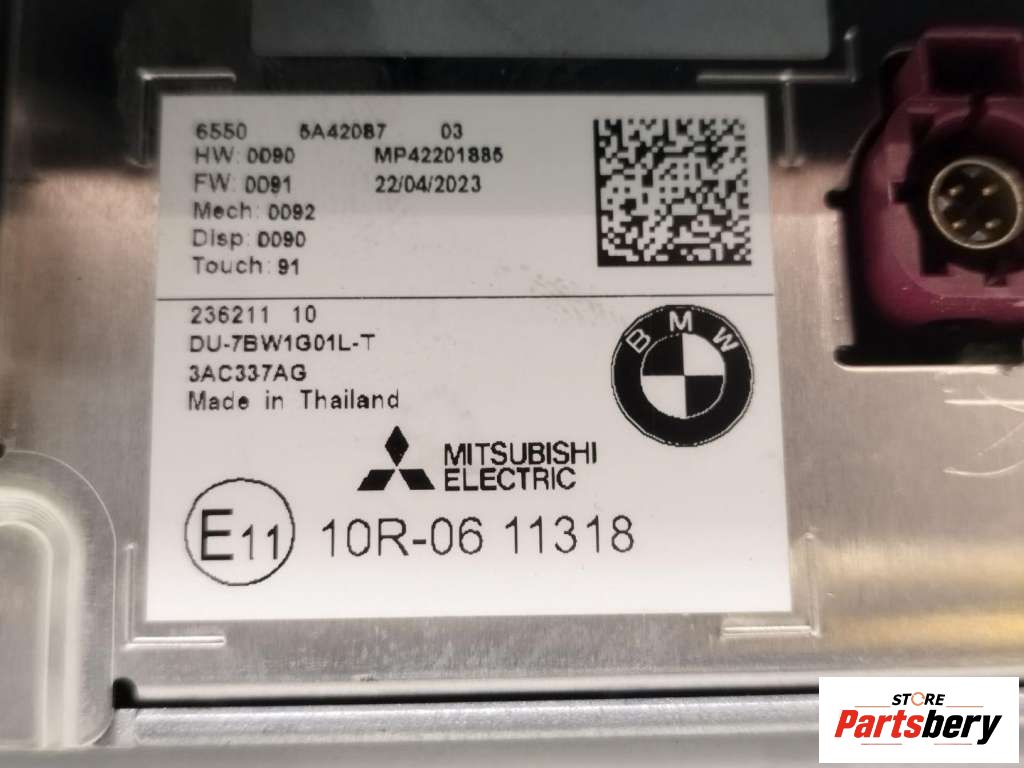 6550 5A42087 03
HW: 0090 MP42201885
FW: 0091 22/04/2023
Mech: 0092
Disp: 0090
Touch: 91
236211 10
DU-7BW1G01L-T
3AC337AG
Made in Thailand
BMW
MITSUBISHI
ELECTRIC
E11 10R-06 11318
STORE
Partsbery